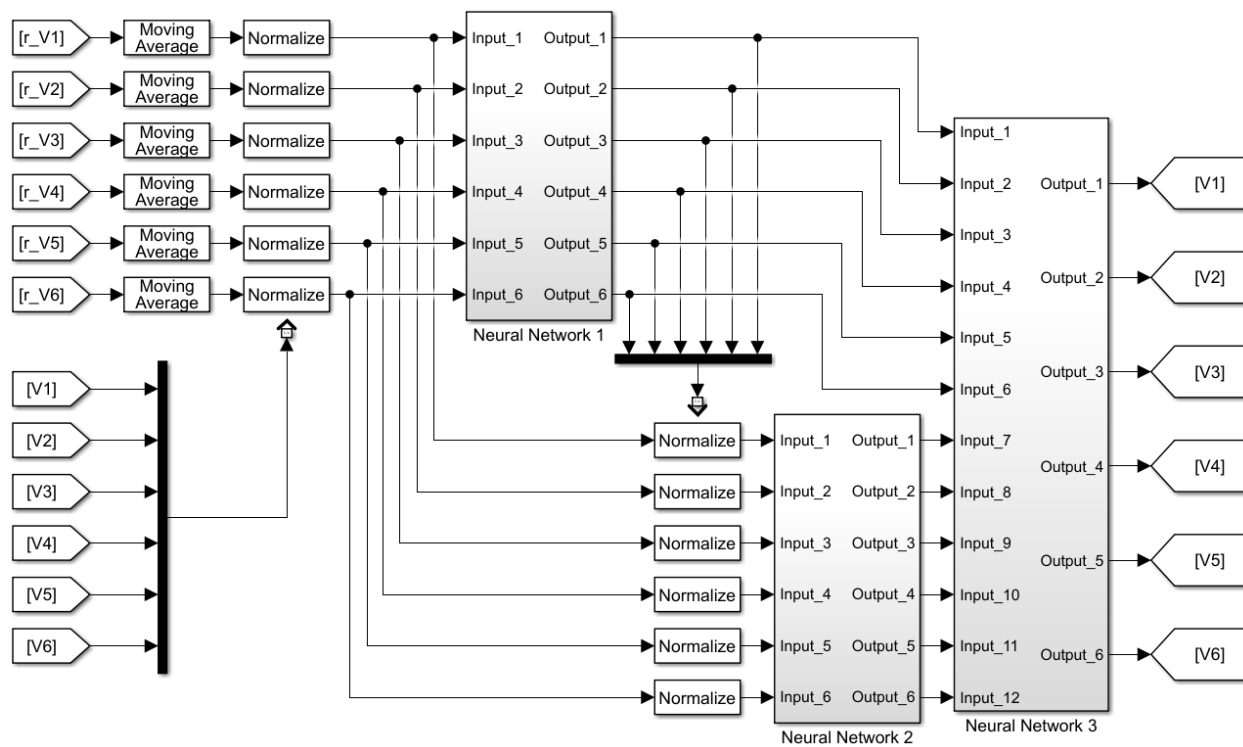 [r_V1]
Moving
Average
Normalize
[r_V2]
Moving
Average
Normalize
[r_V3]
Moving
Average
Normalize
[r_V4]
Moving
Average
Normalize
[r_V5]
Moving
Average
Normalize
[r_V6]
Moving
Average
Normalize
Input_1 Output_1
Input_2 Output_2
Input_3 Output_3
Input_4 Output_4
Input_5 Output_5
Input_6 Output_6
Neural Network 1
[V1]
[V2]
[V3]
[V4]
[V5]
[V6]
Normalize
Normalize
Normalize
Normalize
Normalize
Normalize
Input_1 Output_1
Input_2 Output_2
Input_3 Output_3
Input_4 Output_4
Input_5 Output_5
Input_6 Output_6
Neural Network 2
Input_1
Input_2
Input_3
Input_4
Input_5
Input_6
Input_7
Input_8
Input_9
Input_10
Input_11
Input_12
Output_1
Output_2
Output_3
Output_4
Output_5
Output_6
Neural Network 3
[V1]
[V2]
[V3]
[V4]
[V5]
[V6]